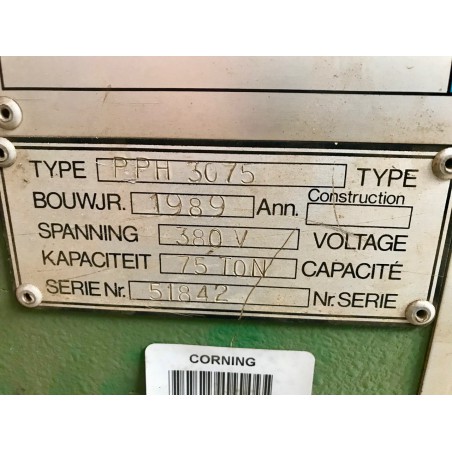 TYPE PPH 3075 TYPE
BOUWJR. 1989 Ann. Construction
SPANNING 380 V VOLTAGE
KAPACITEIT 75 TON CAPACITÉ
SERIE Nr. 51842 Nr. SERIE
CORNING